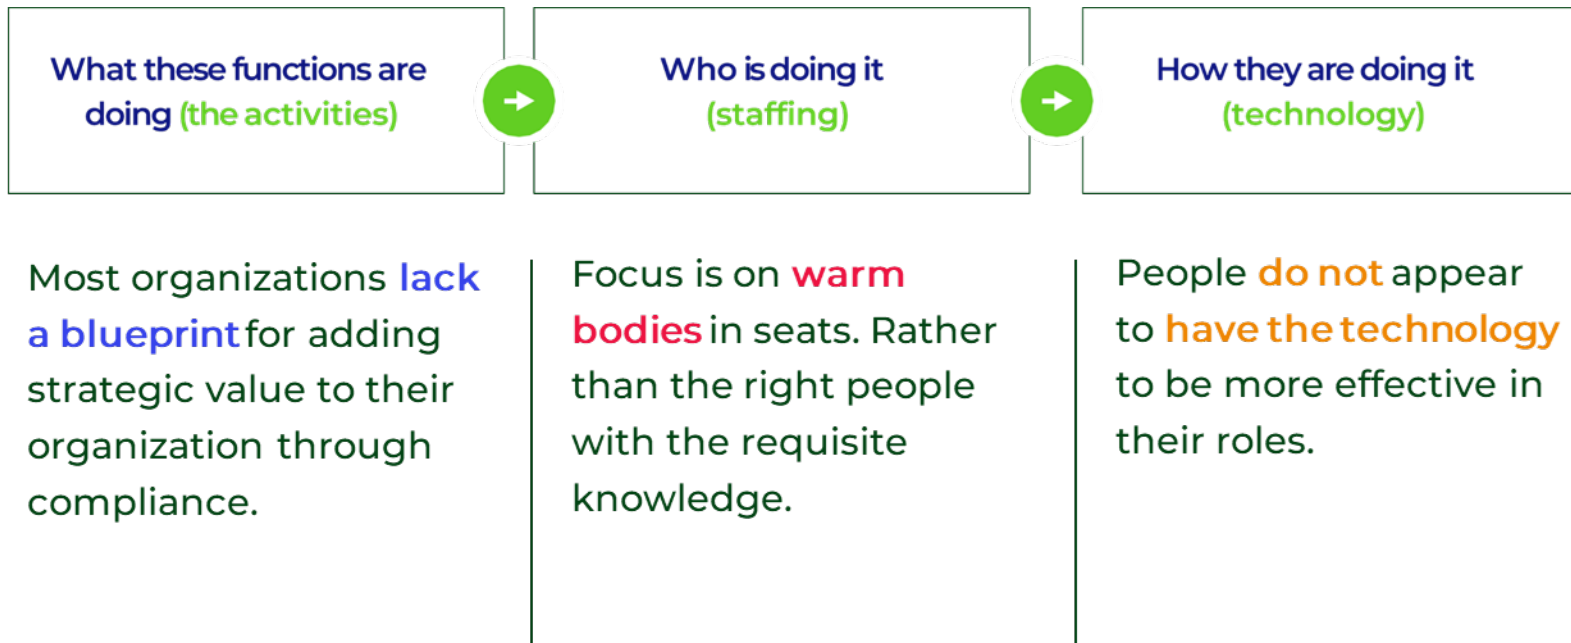 What these functions are
doing (the activities)
Who is doing it
(staffing)
How they are doing it
(technology)
Most organizations lack
a blueprint for adding
strategic value to their
organization through
compliance.
Focus is on warm
bodies in seats. Rather
than the right people
with the requisite
knowledge.
People do not appear
to have the technology
to be more effective in
their roles.